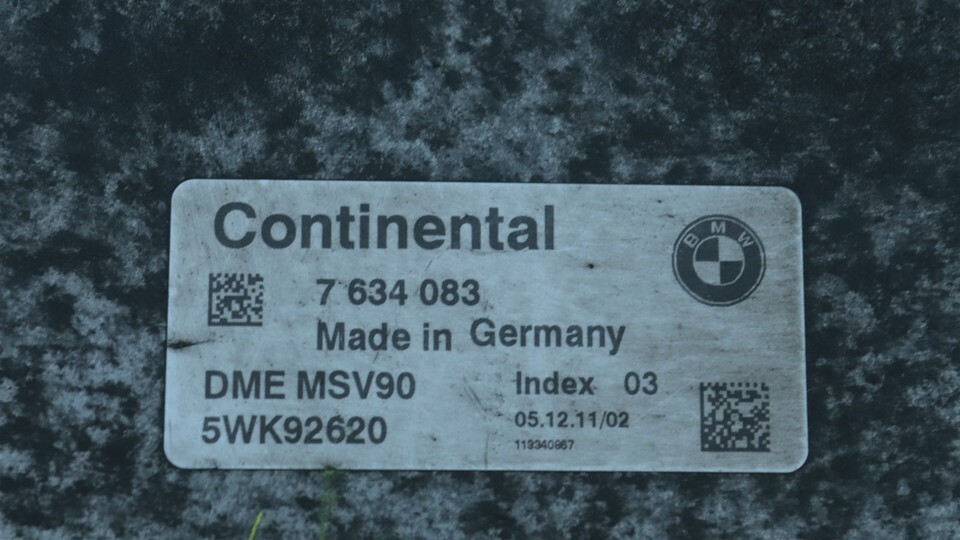 Continental
BMW
7 634 083
Made in Germany
DME MSV90
Index 03
5WK92620
05.12.11/02
113340867